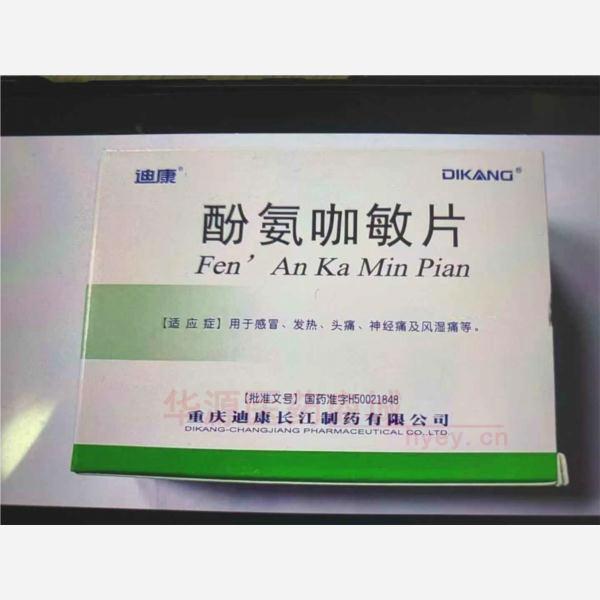 迪康®
DIKANG®
酚氨咖敏片
Fen’ An Ka Min Pian
【适 应 症】用于感冒、发热、头痛、神经痛及风湿痛等。
【批准文号】国药准字H50021848
重庆迪康长江制药有限公司
DIKANG-CHANGJIANG PHARMACEUTICAL CO.,LTD
hyey.cn